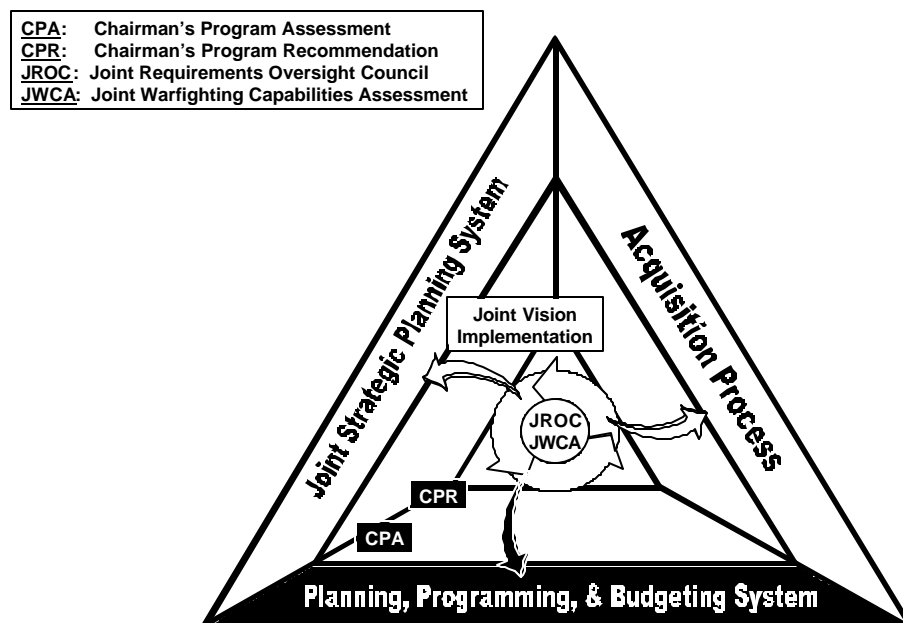 CPA: Chairman's Program Assessment
CPR: Chairman's Program Recommendation
JROC: Joint Requirements Oversight Council
JWCA: Joint Warfighting Capabilities Assessment
Joint Strategic Planning System
Acquisition Process
Joint Vision
Implementation
JROC
JWCA
CPR
CPA
Planning, Programming, & Budgeting System